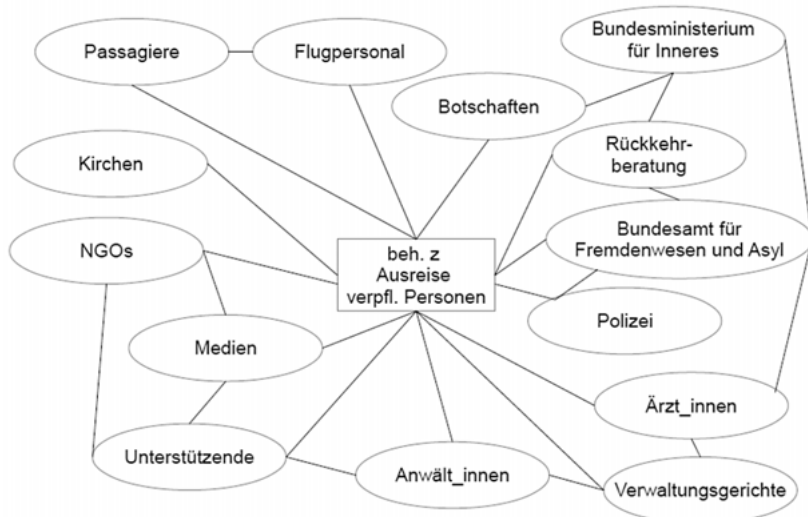 Passagiere
Flugpersonal
Bundesministerium
für Inneres
Botschaften
Kirchen
Rückkehr-
beratung
NGOs
beh. z
Ausreise
verpfl. Personen
Bundesamt für
Fremdenwesen und Asyl
Polizei
Medien
Ärzt_innen
Unterstützende
Anwält_innen
Verwaltungsgerichte